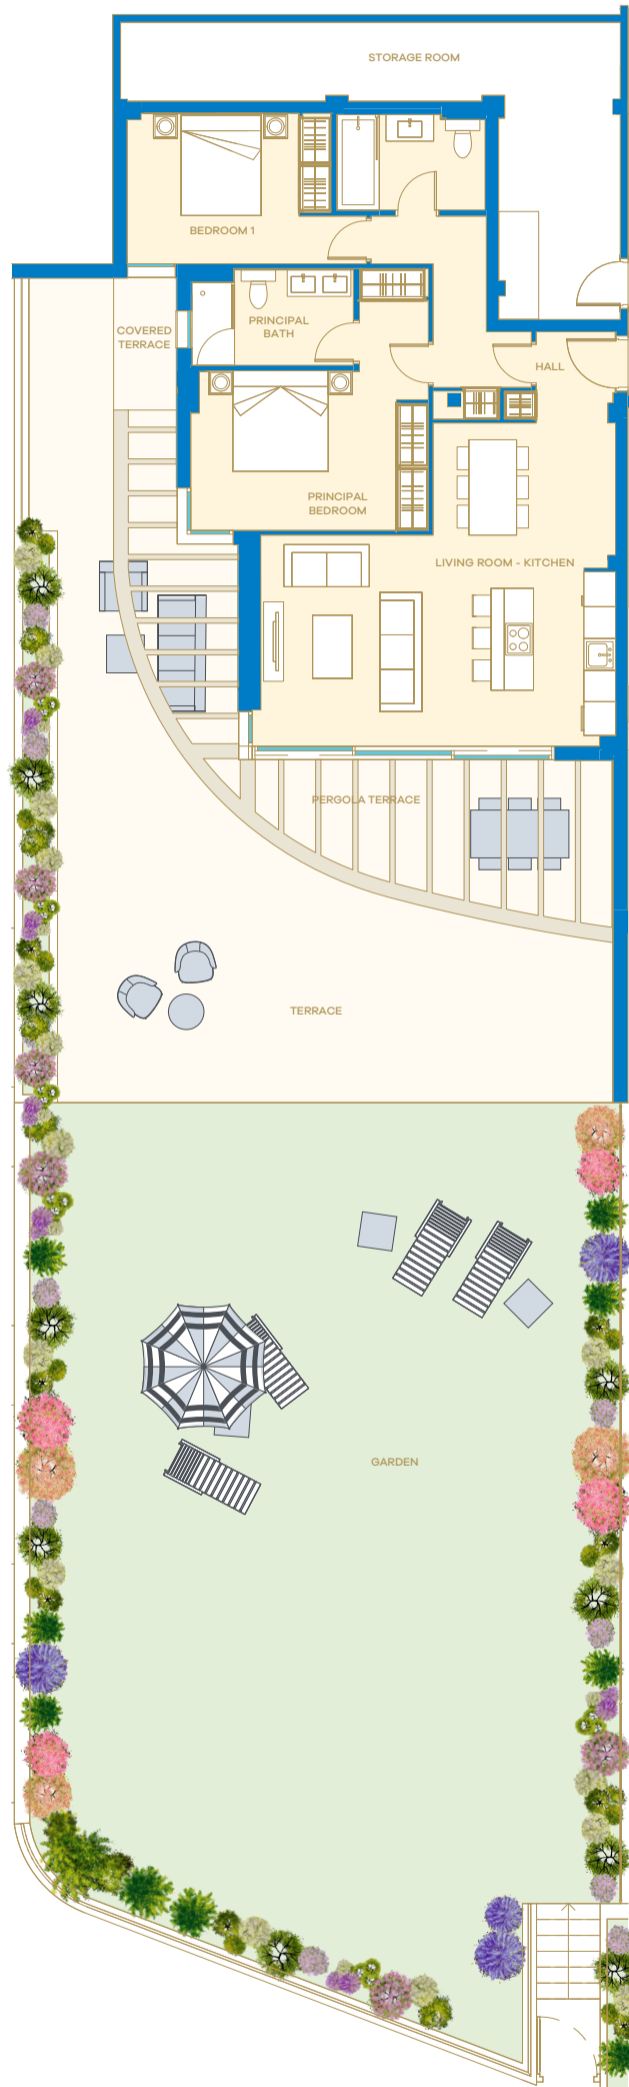 STORAGE ROOM
BEDROOM 1
PRINCIPAL
BATH
COVERED
TERRACE
HALL
PRINCIPAL
BEDROOM
LIVING ROOM - KITCHEN
PERGOLA TERRACE
TERRACE
GARDEN